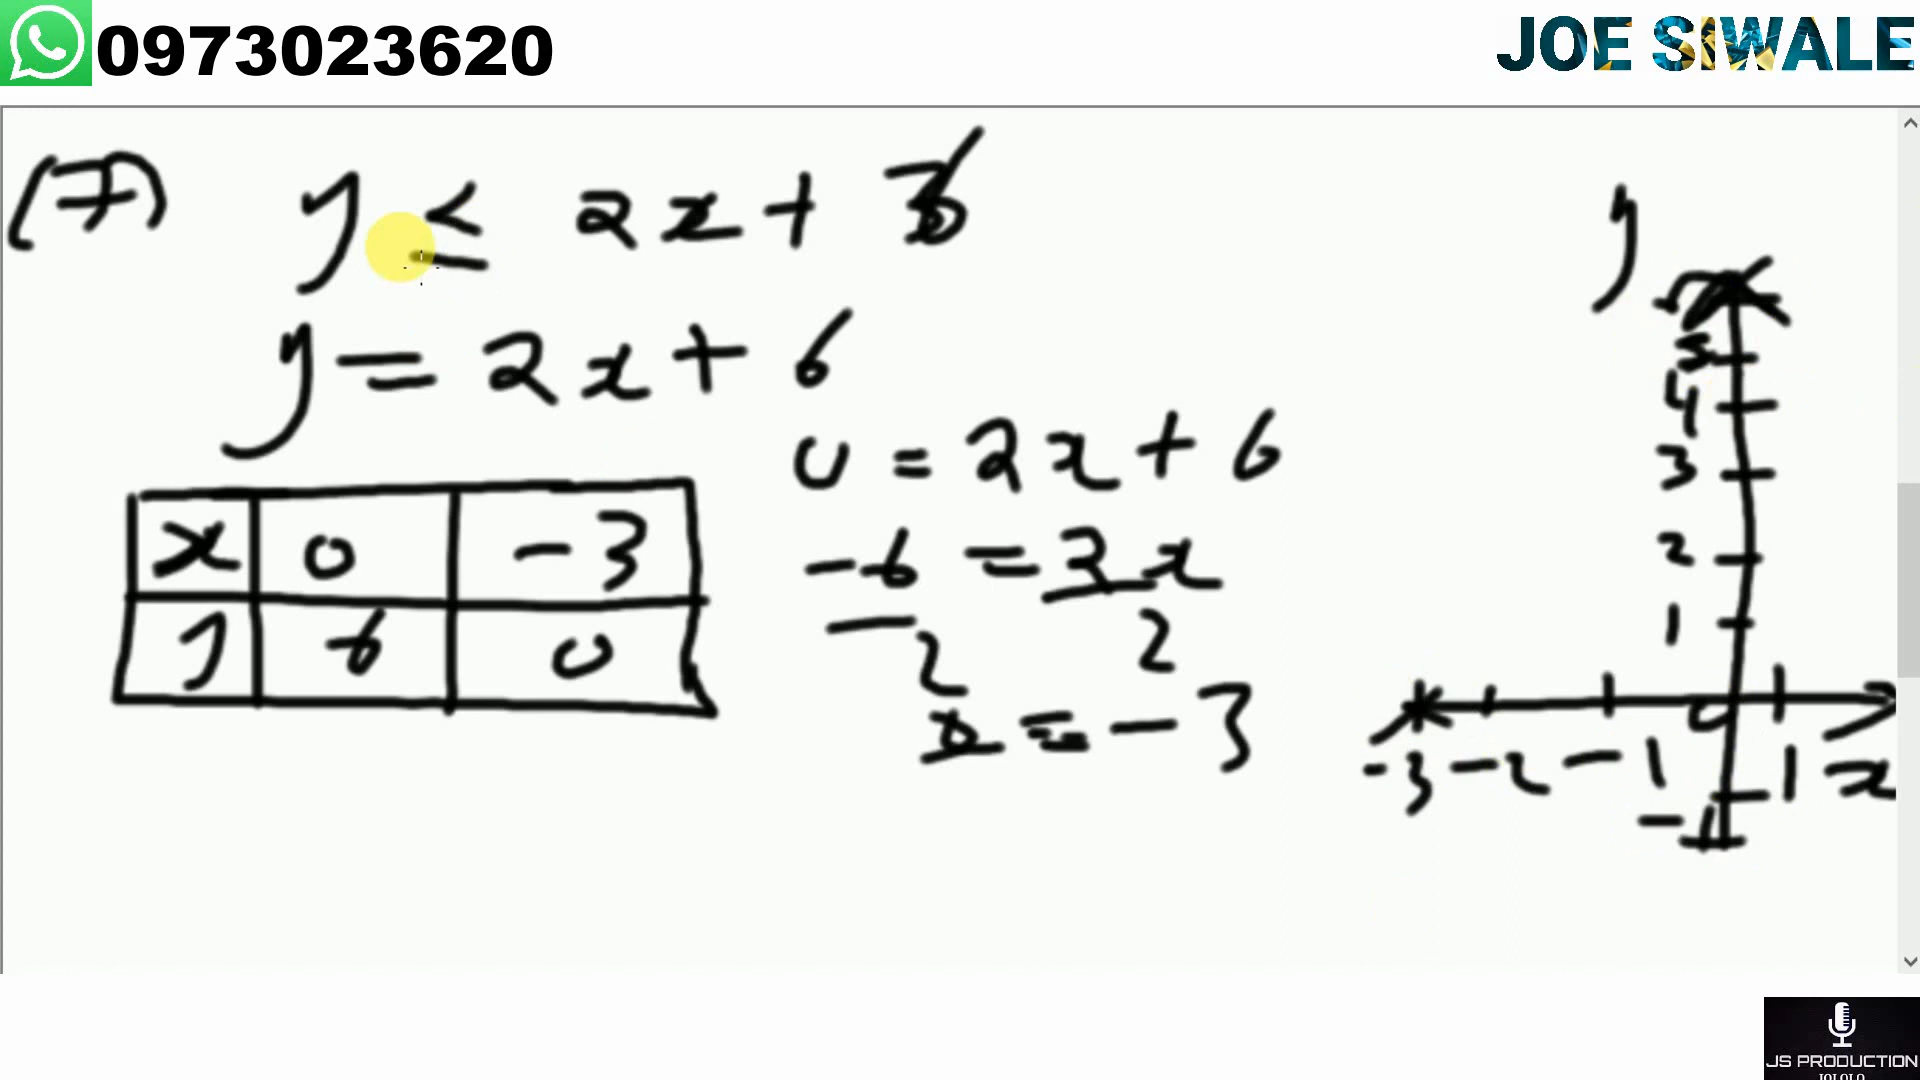 0973023620
JOE SIWALE
(7) y ≤ 2x + 6
y = 2x + 6
0 = 2x + 6
-6 = 2x
2 2
x = -3
x 0 -3
y 6 0
y
5
4
3
2
1
0
-3 -2 -1 1 x
-1
JS PRODUCTION